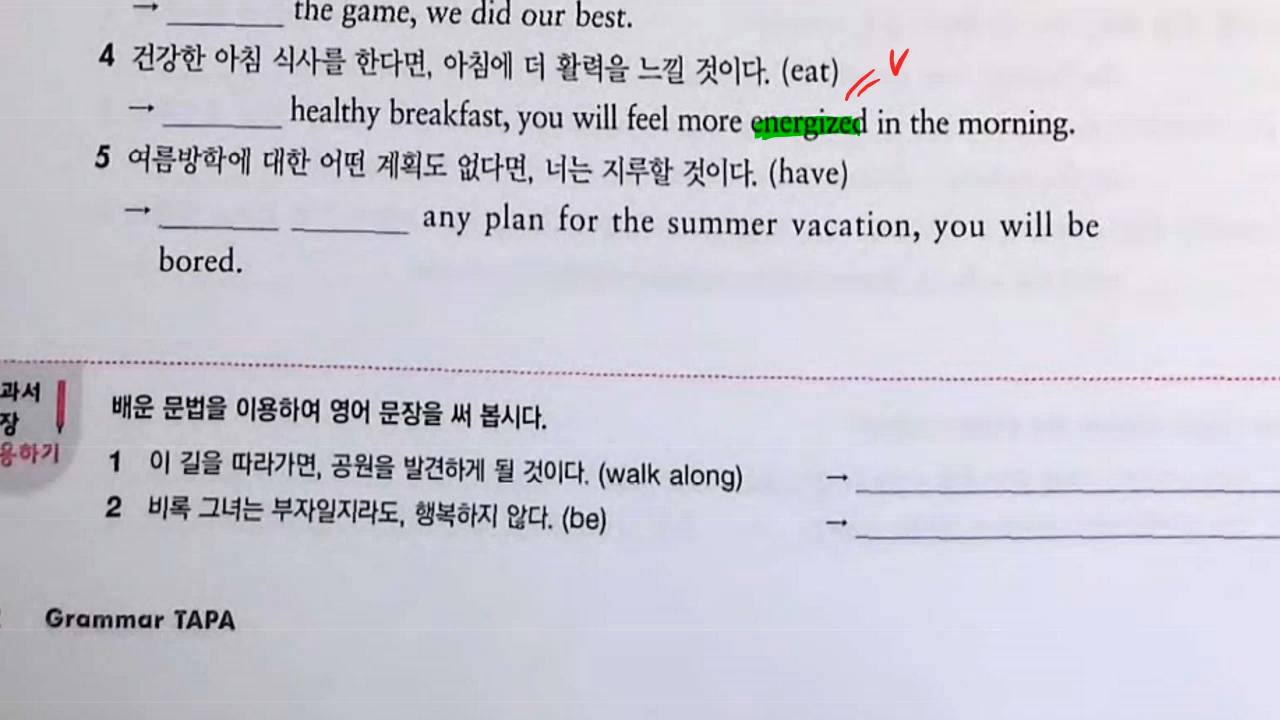 → ________ the game, we did our best.
4 건강한 아침 식사를 한다면, 아침에 더 활력을 느낄 것이다. (eat)
→ ________ healthy breakfast, you will feel more energized in the morning.
5 여름방학에 대한 어떤 계획도 없다면, 너는 지루할 것이다. (have)
→ ________ ________ any plan for the summer vacation, you will be
bored.
과서
장
용하기
배운 문법을 이용하여 영어 문장을 써 봅시다.
1 이 길을 따라가면, 공원을 발견하게 될 것이다. (walk along) → ________
2 비록 그녀는 부자일지라도, 행복하지 않다. (be) → ________
Grammar TAPA